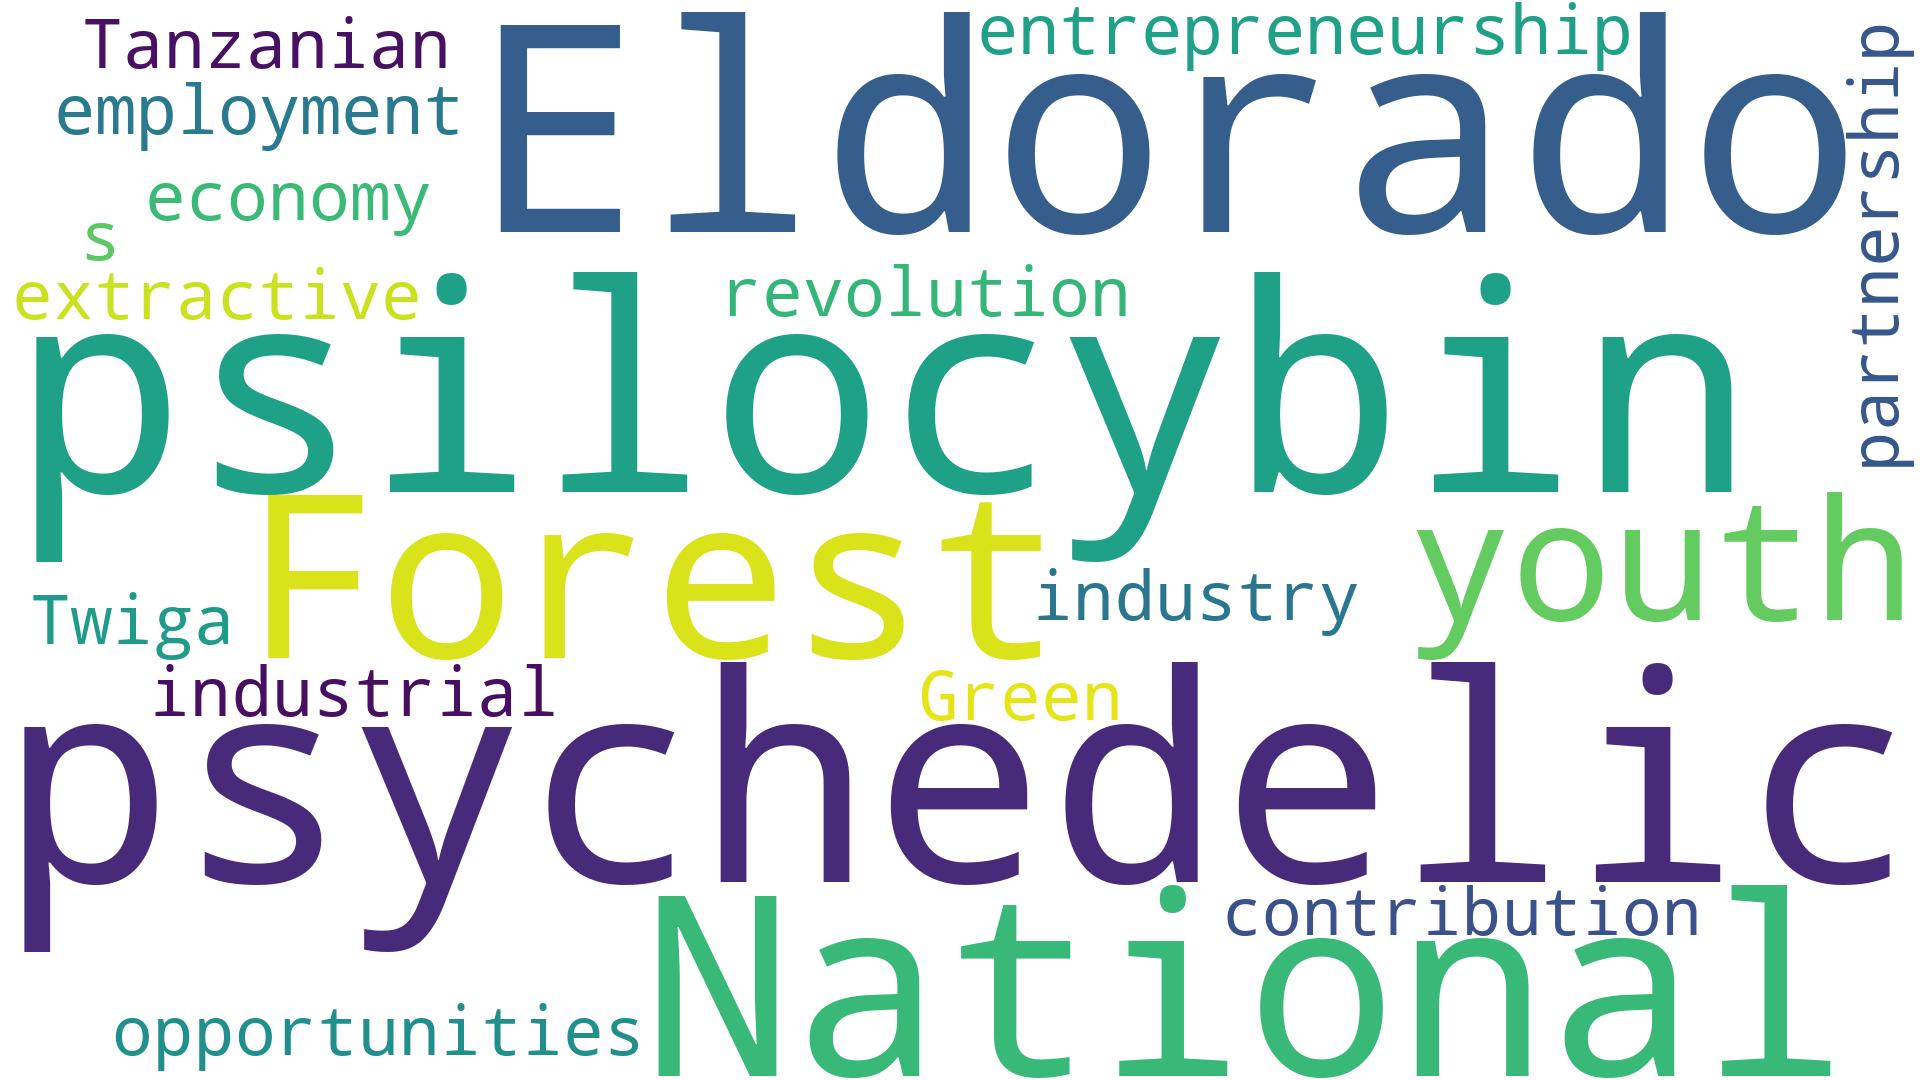 Tanzanian
entrepreneurship
Eldorado
partnership
employment
economy
s
extractive
revolution
psilocybin
Forest
youth
Twiga
industry
industrial
Green
psychedelic
contribution
National
opportunities